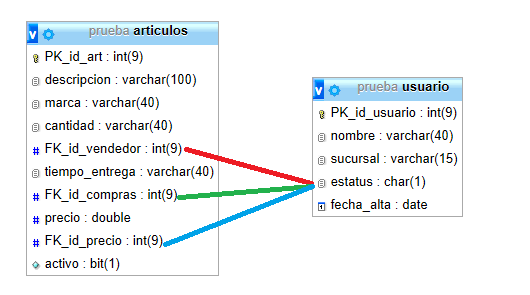 prueba articulos
PK_id_art : int(9)
descripcion : varchar(100)
marca : varchar(40)
cantidad : varchar(40)
FK_id_vendedor : int(9)
tiempo_entrega : varchar(40)
FK_id_compras : int(9)
precio : double
FK_id_precio : int(9)
activo : bit(1)
prueba usuario
PK_id_usuario : int(9)
nombre : varchar(40)
sucursal : varchar(15)
estatus : char(1)
fecha_alta : date